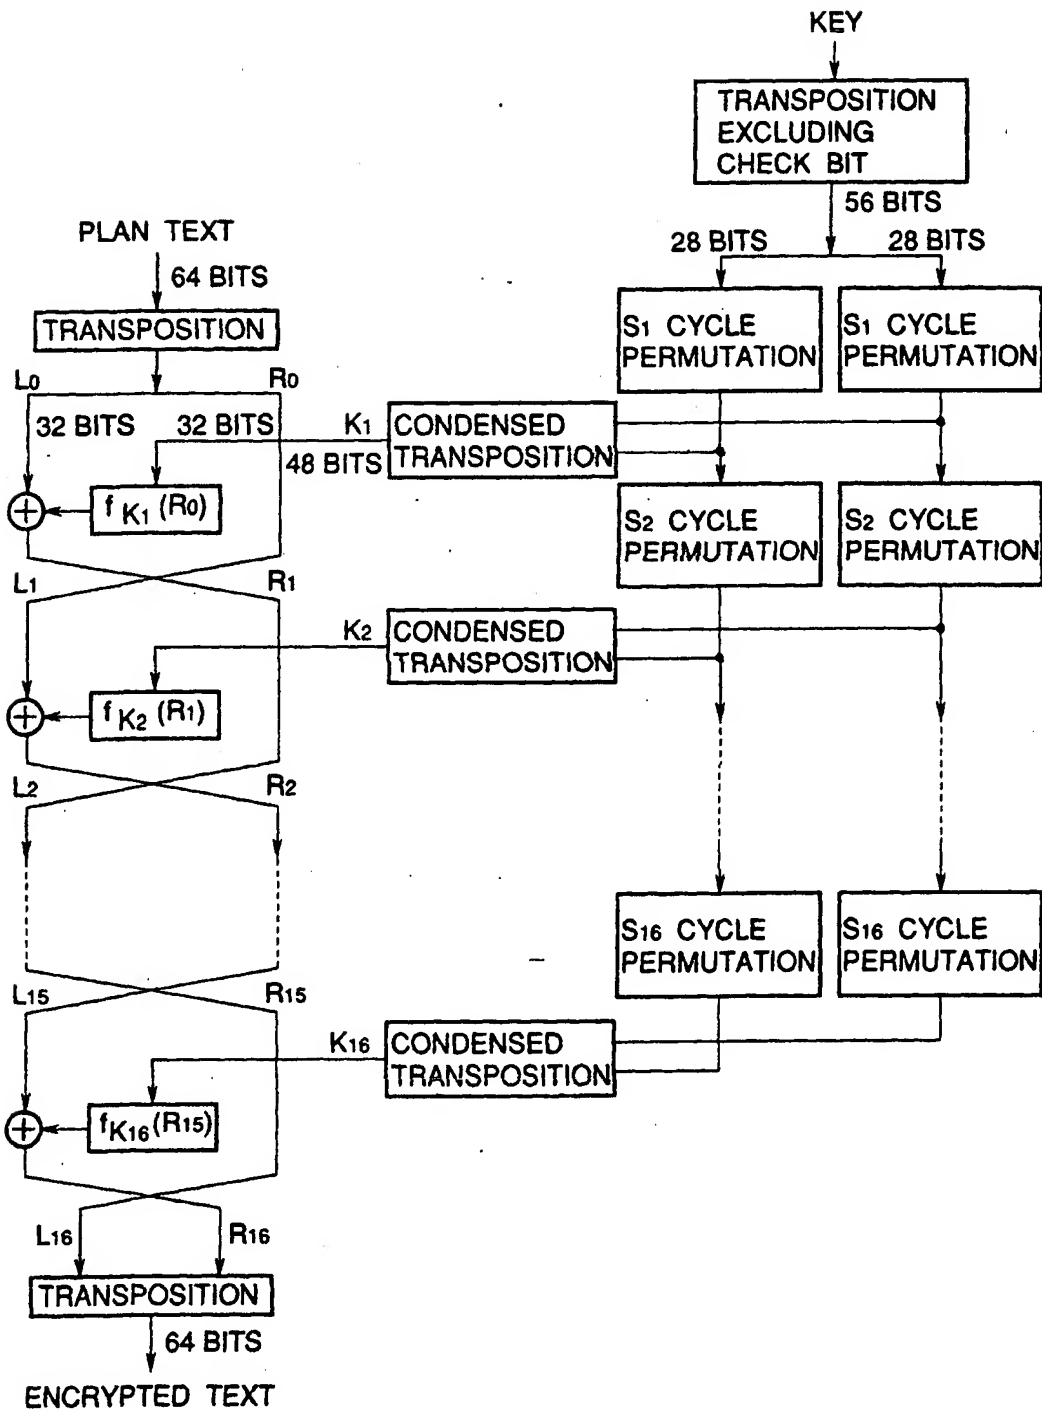 KEY
TRANSPOSITION
EXCLUDING
CHECK BIT
56 BITS
28 BITS 28 BITS
PLAN TEXT
64 BITS
TRANSPOSITION
S1 CYCLE
PERMUTATION
S1 CYCLE
PERMUTATION
L0 R0
32 BITS 32 BITS
K1
48 BITS
CONDENSED
TRANSPOSITION
f K1 (R0)
S2 CYCLE
PERMUTATION
S2 CYCLE
PERMUTATION
L1 R1
K2
CONDENSED
TRANSPOSITION
f K2 (R1)
L2 R2
S16 CYCLE
PERMUTATION
S16 CYCLE
PERMUTATION
L15 R15
K16
CONDENSED
TRANSPOSITION
f K16 (R15)
L16 R16
TRANSPOSITION
64 BITS
ENCRYPTED TEXT